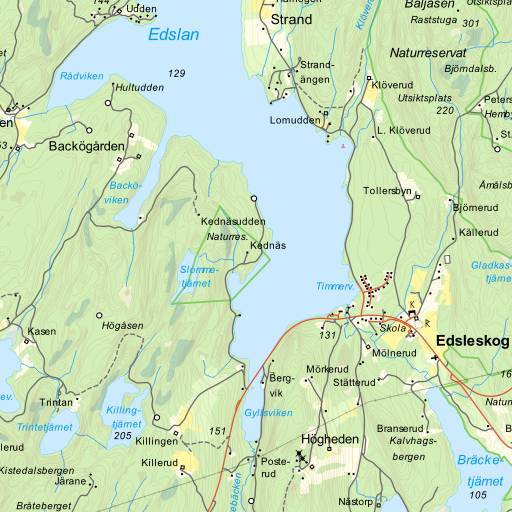 Udden
Edslan
Strand
Baljåsen
Utsiktsplats
Raststuga 301
Naturreservat
Rådviken
129
Strand-
ängen
Björndalsb.
Hultudden
Klöverud
Utsiktsplats
220
Lomudden
L. Klöverud
Backögården
Backö-
viken
Tollersbyn
Björnerud
Kednäsudden
Naturres.
Kednäs
Källerud
Slomme-
tjärnet
Gladkas-
tjärne
Timmerv.
Högåsen
131
Skola
Edsleskog
Kasen
Mölnerud
Mörkerud
Berg-
vik
Stätterud
Trintan
Killing-
tjärnet
205
Gyllsviken
Trintetjärnet
151
Killingen
Högheden
Branserud
Kalvhags-
bergen
Bräcke-
tjärnet
105
Killerud
Poste-
rud
Kistedalsbergen
Järane
Bråteberget
Nästorp